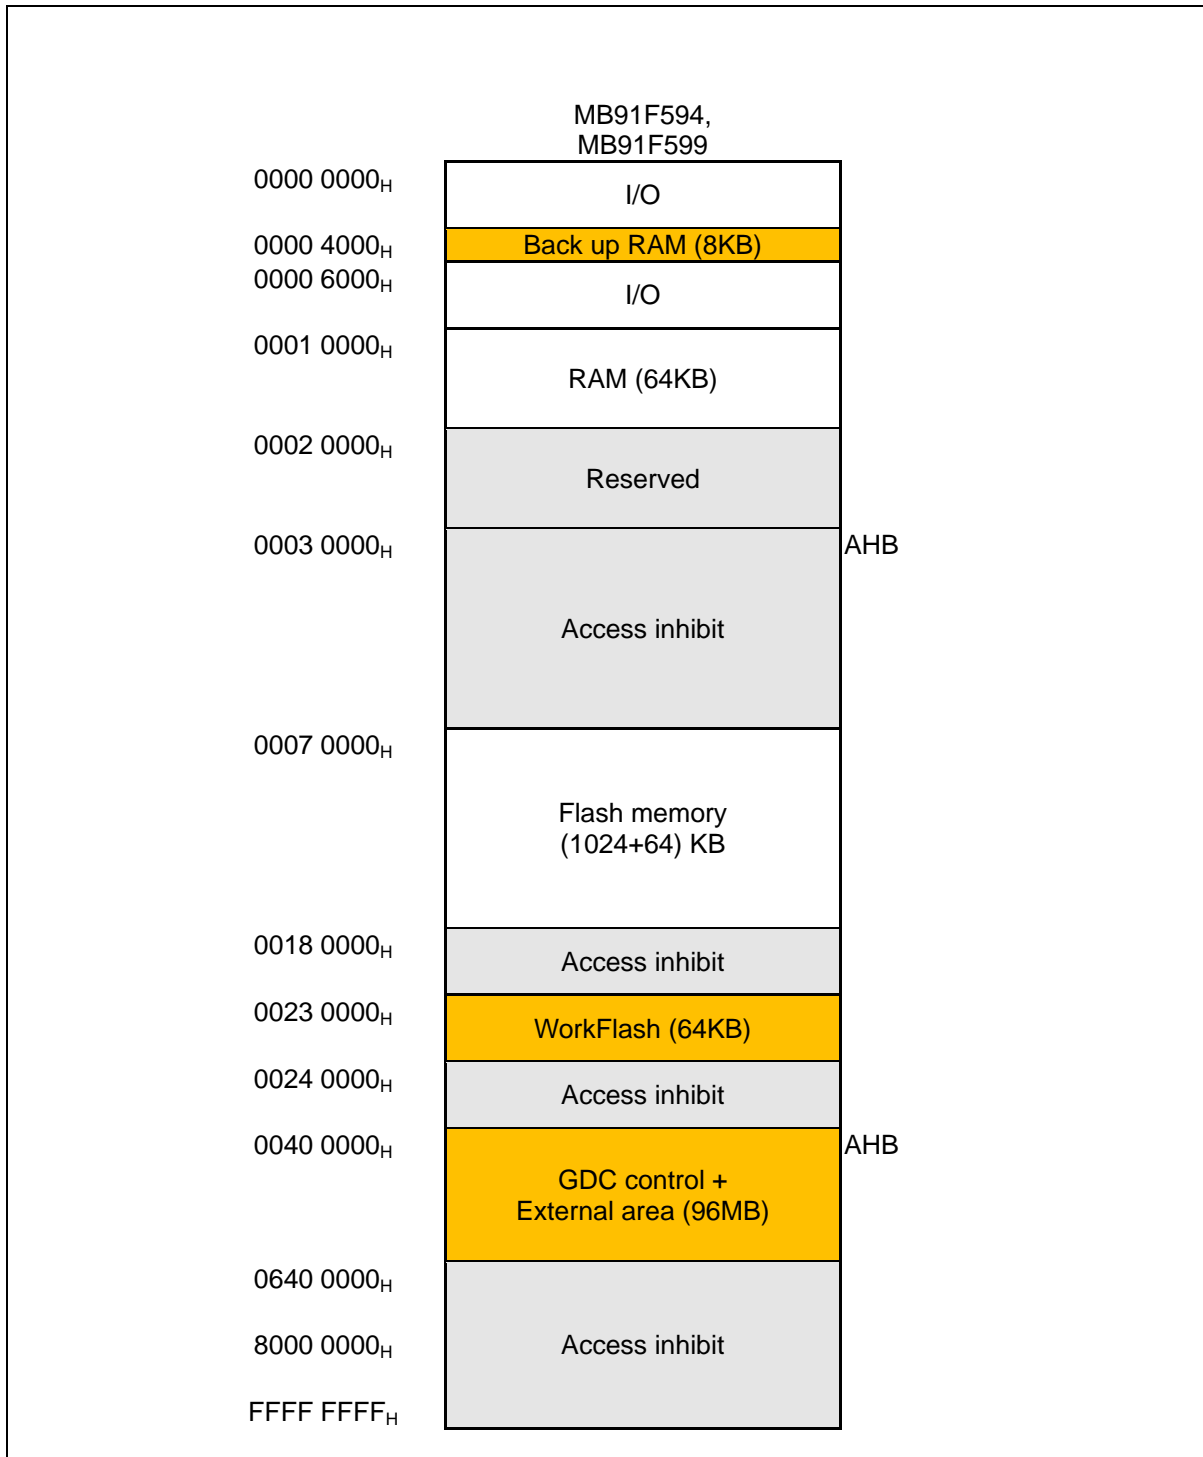 MB91F594,
MB91F599
0000 0000H
I/O
0000 4000H
Back up RAM (8KB)
0000 6000H
I/O
0001 0000H
RAM (64KB)
0002 0000H
Reserved
0003 0000H
AHB
Access inhibit
0007 0000H
Flash memory
(1024+64) KB
0018 0000H
Access inhibit
0023 0000H
WorkFlash (64KB)
0024 0000H
Access inhibit
0040 0000H
AHB
GDC control +
External area (96MB)
0640 0000H
8000 0000H
Access inhibit
FFFF FFFFH